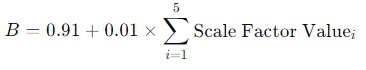 B = 0.91 + 0.01 × ∑_{i=1}^{5} Scale Factor Value_i